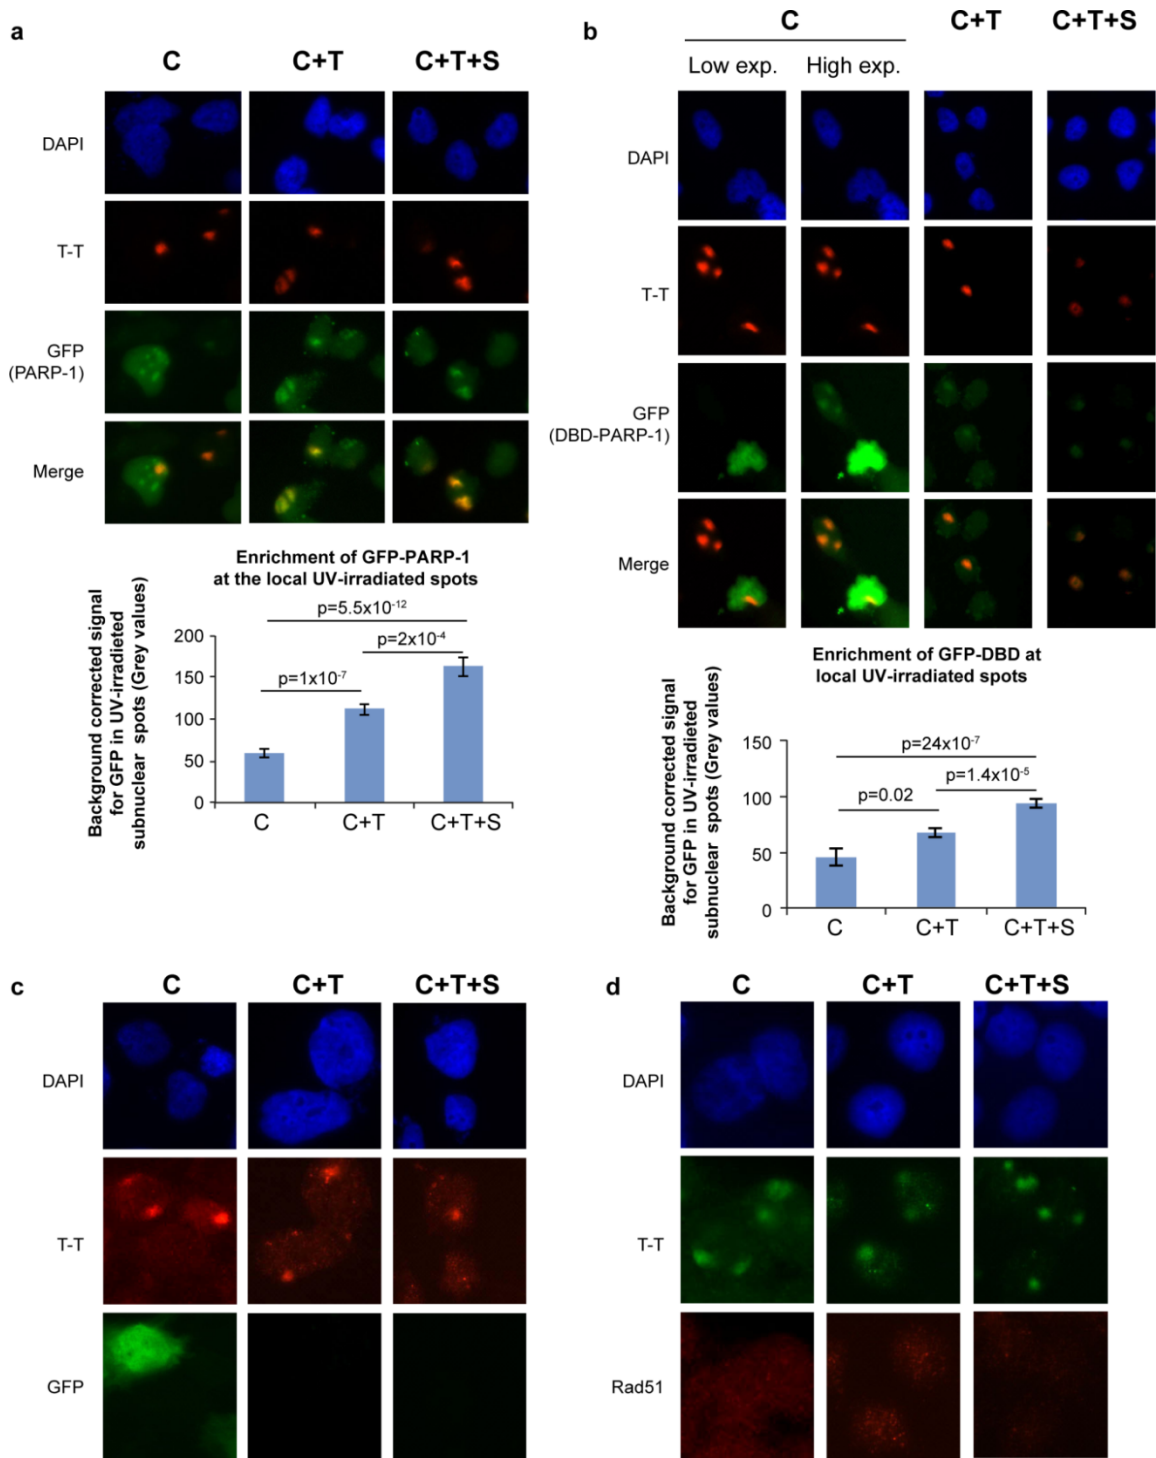 a
C
C+T
C+T+S
DAPI
T-T
GFP
(PARP-1)
Merge
Enrichment of GFP-PARP-1
at the local UV-irradiated spots
Background corrected signal
for GFP in UV-irradieted
subnuclear spots (Grey values)
p=5.5x10-12
p=2x10-4
p=1x10-7
200
150
100
50
0
C
C+T
C+T+S
b
C
C+T
C+T+S
Low exp.
High exp.
DAPI
T-T
GFP
(DBD-PARP-1)
Merge
Enrichment of GFP-DBD at
local UV-irradiated spots
Background corrected signal
for GFP in UV-irradieted
subnuclear spots (Grey values)
p=24x10-7
p=1.4x10-5
p=0.02
150
100
50
0
C
C+T
C+T+S
c
C
C+T
C+T+S
DAPI
T-T
GFP
d
C
C+T
C+T+S
DAPI
T-T
Rad51